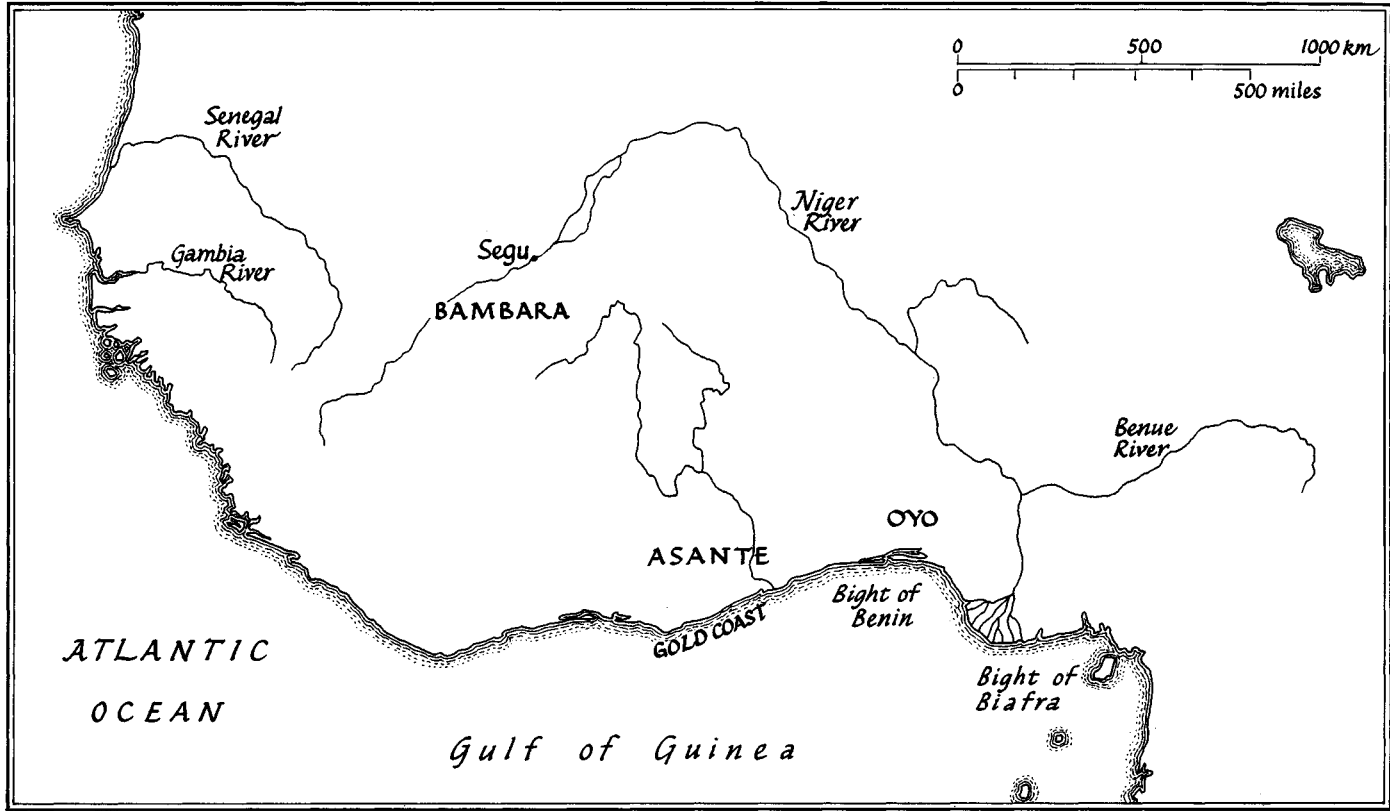 0 500 1000 km
0 500 miles
Senegal
River
Niger
River
Gambia
River
Segu
BAMBARA
Benue
River
OYO
ASANTE
Bight of
Benin
GOLD COAST
ATLANTIC
OCEAN
Bight of
Biafra
Gulf of Guinea